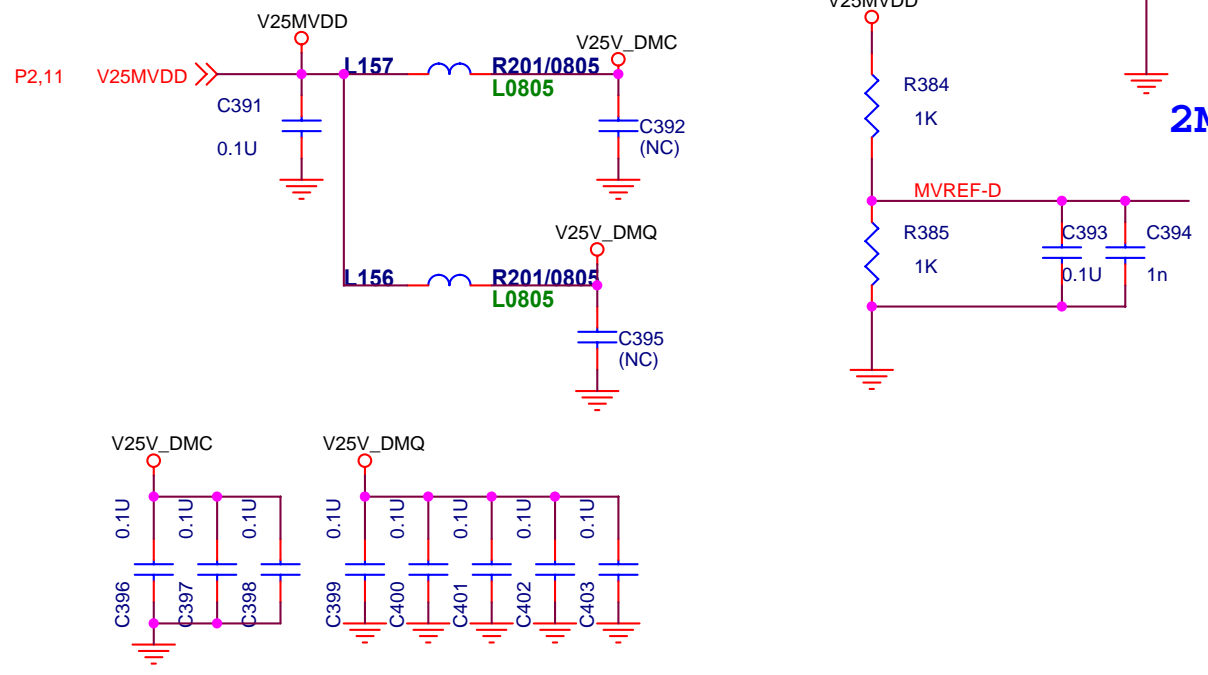 V25MVDD
P2,11 V25MVDD
C391
0.1U
L157
R201/0805
L0805
V25V_DMC
C392
(NC)
V25V_DMQ
L156
R201/0805
L0805
C395
(NC)
V25MVDD
R384
1K
MVREF-D
R385
1K
C393
0.1U
C394
1n
V25V_DMC
0.1U
0.1U
0.1U
C396
C397
C398
V25V_DMQ
0.1U
0.1U
0.1U
0.1U
0.1U
C399
C400
C401
C402
C403